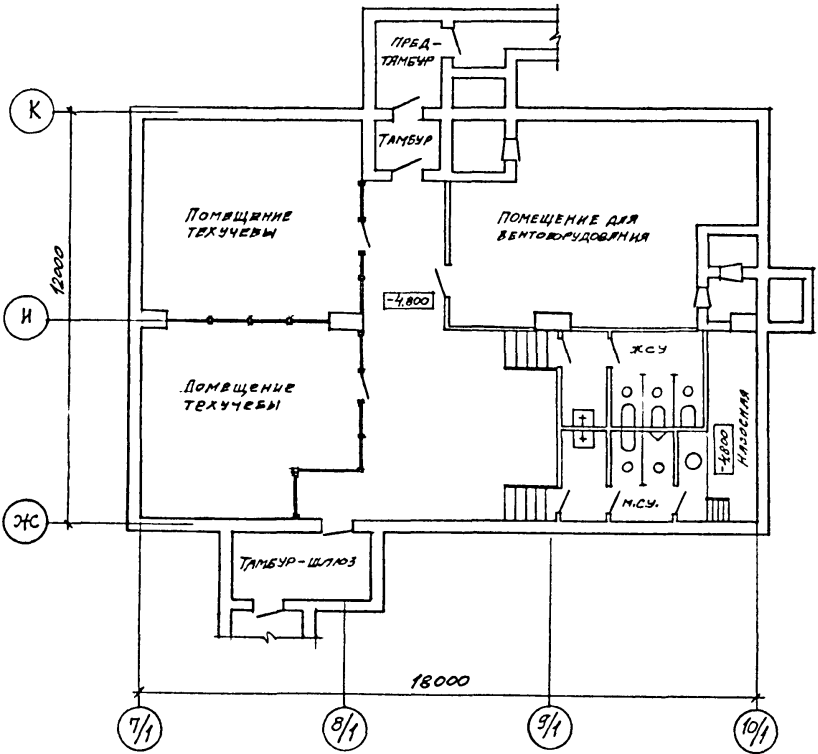 ПРЕД-
ТАМБУР
К
ТАМБУР
ПОМЕЩЕНИЕ
ТЕХУЧЕБЫ
ПОМЕЩЕНИЕ ДЛЯ
ВЕНТОБОРУДОВАНИЯ
12000
-4.800
И
ЖСУ
ПОМЕЩЕНИЕ
ТЕХУЧЕБЫ
НАСОСНАЯ
-4.800
М.СУ.
Ж
ТАМБУР-ШЛЮЗ
18000
7/1
8/1
9/1
10/1